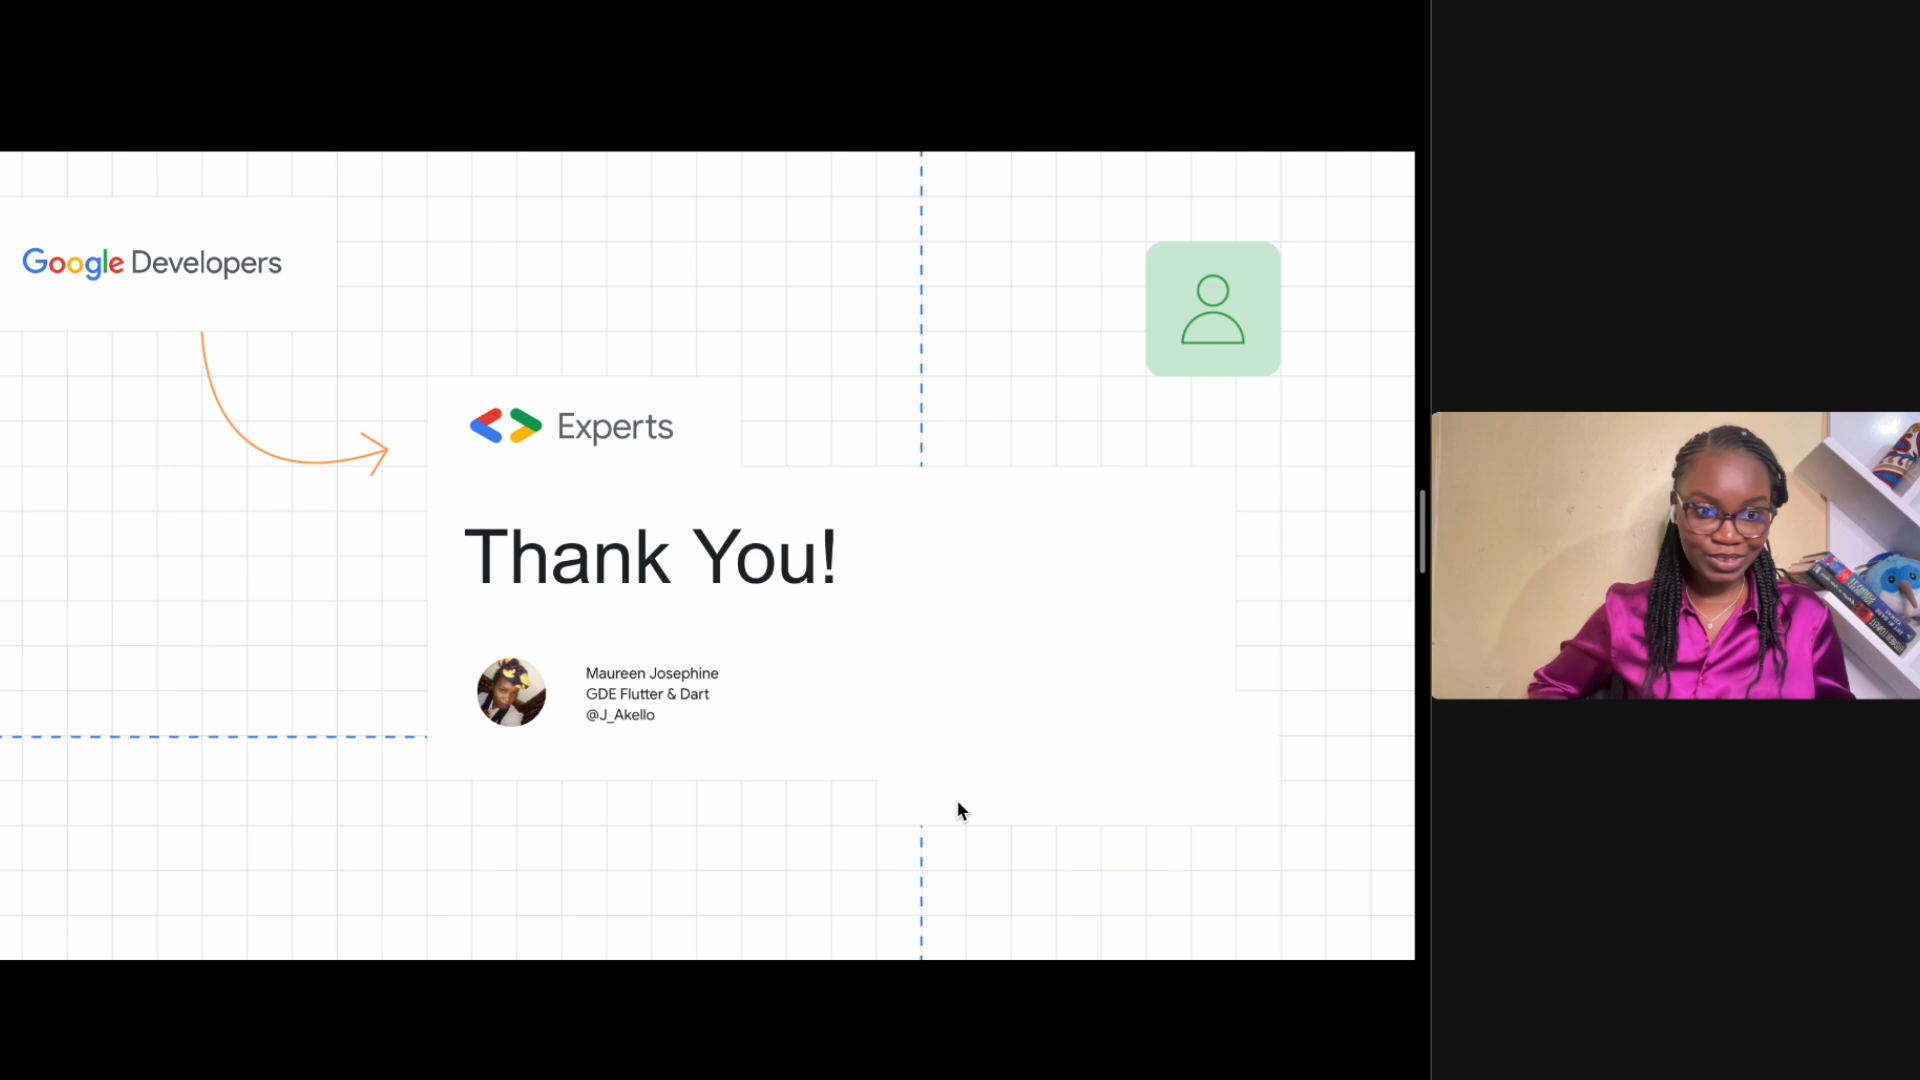 Google Developers
Experts
Thank You!
Maureen Josephine
GDE Flutter & Dart
@J_Akello